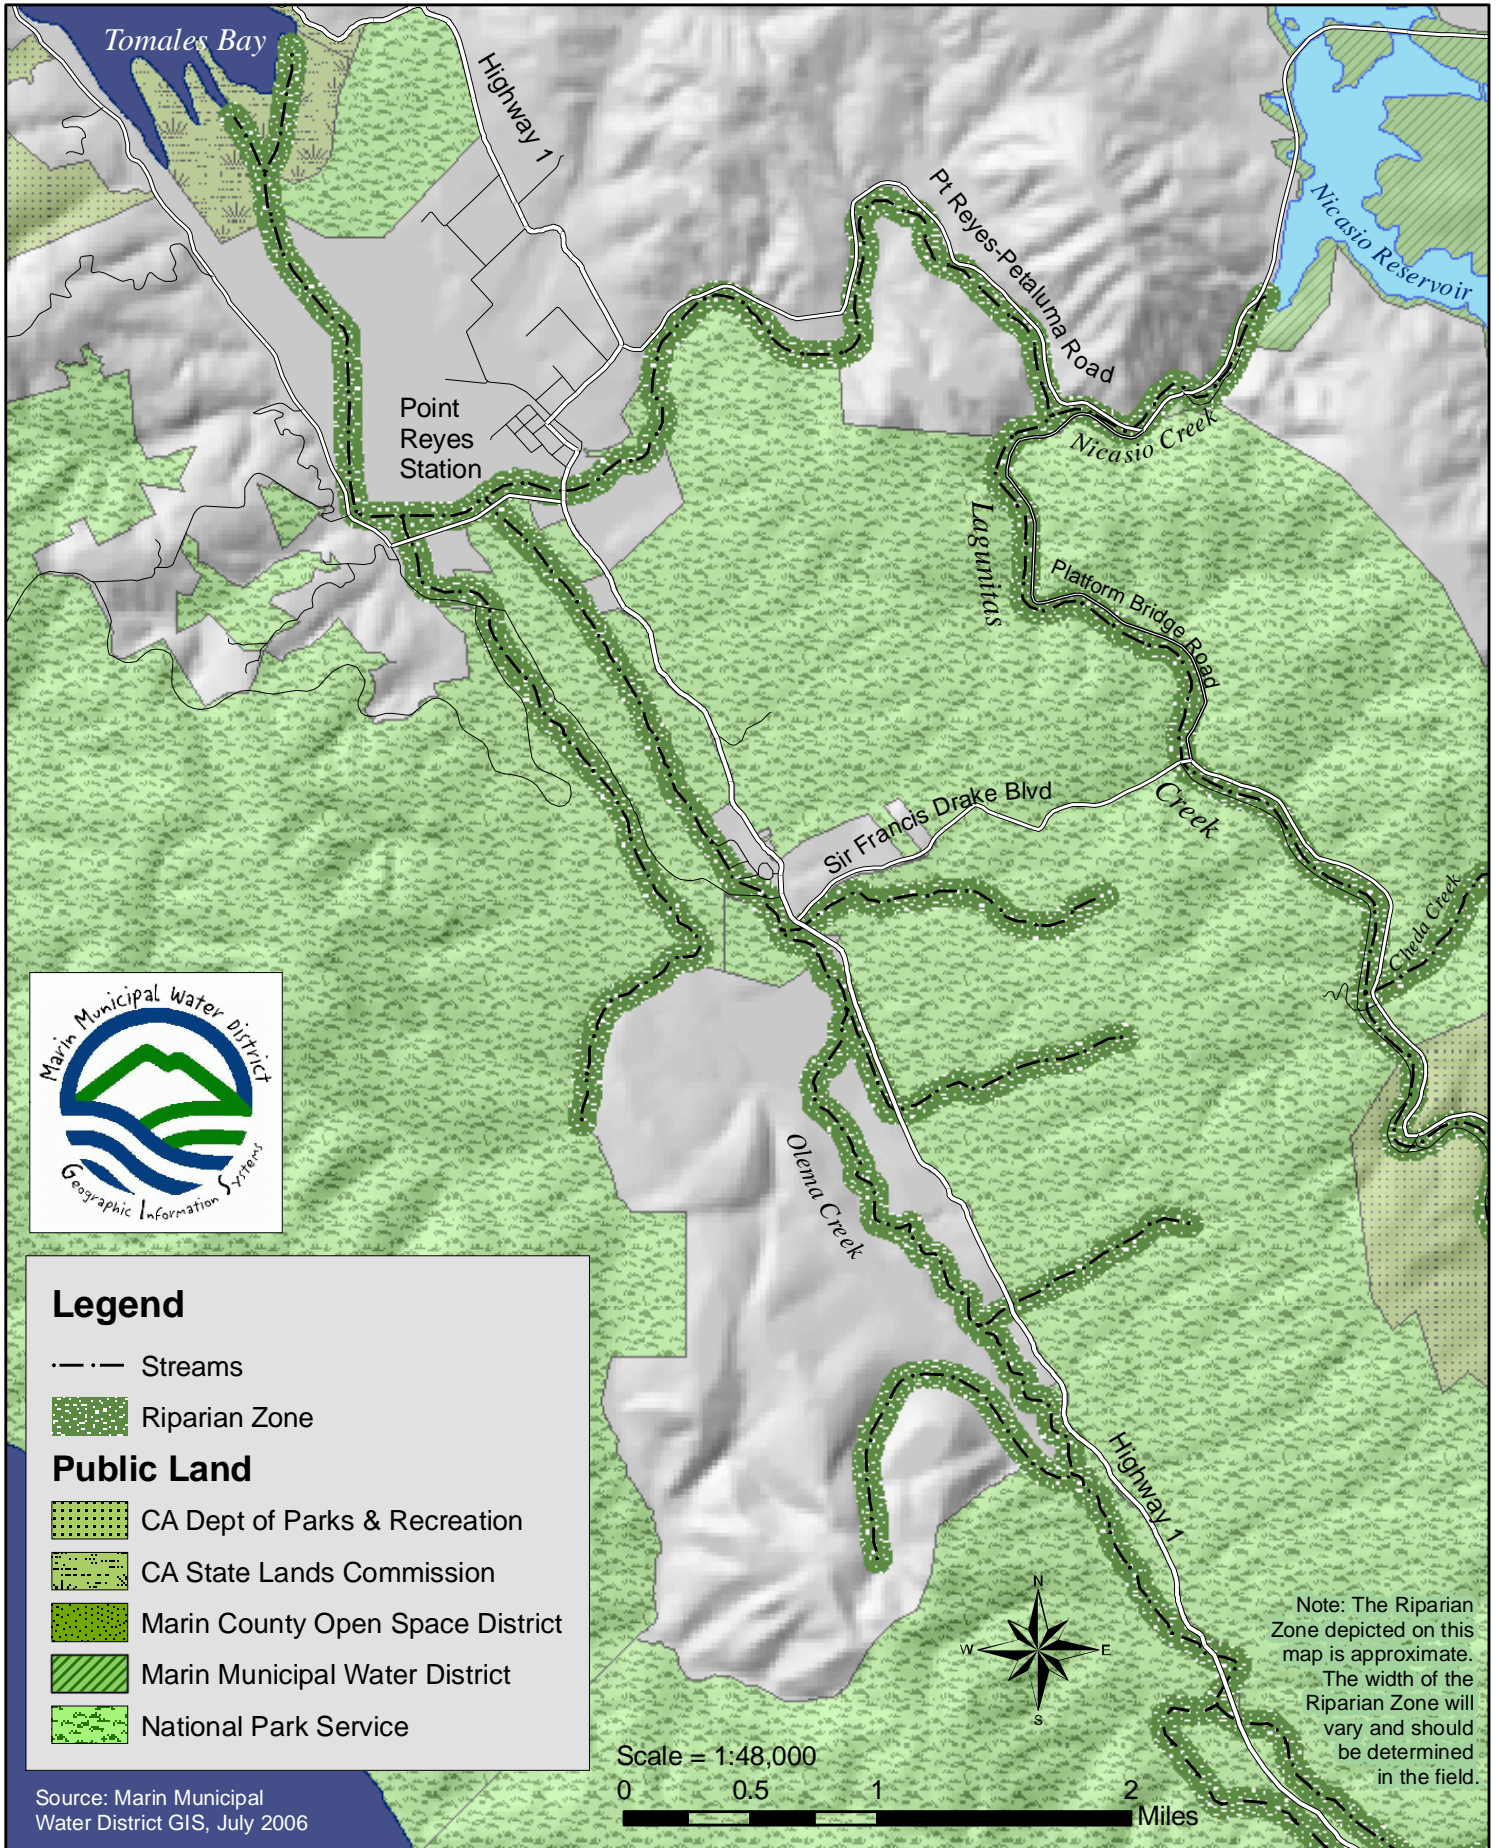 Tomales Bay
Highway 1
Pt Reyes-Petaluma Road
Nicasio Reservoir
Point
Reyes
Station
Nicasio Creek
Lagunitas
Platform Bridge Road
Creek
Sir Francis Drake Blvd
Cheda Creek
Marin Municipal Water District
Geographic Information Systems
Olema Creek
Legend
Streams
Riparian Zone
Public Land
CA Dept of Parks & Recreation
CA State Lands Commission
Marin County Open Space District
Marin Municipal Water District
National Park Service
Highway 1
N
W
E
S
Note: The Riparian
Zone depicted on this
map is approximate.
The width of the
Riparian Zone will
vary and should
be determined
in the field.
Scale = 1:48,000
0 0.5 1 2
Miles
Source: Marin Municipal
Water District GIS, July 2006